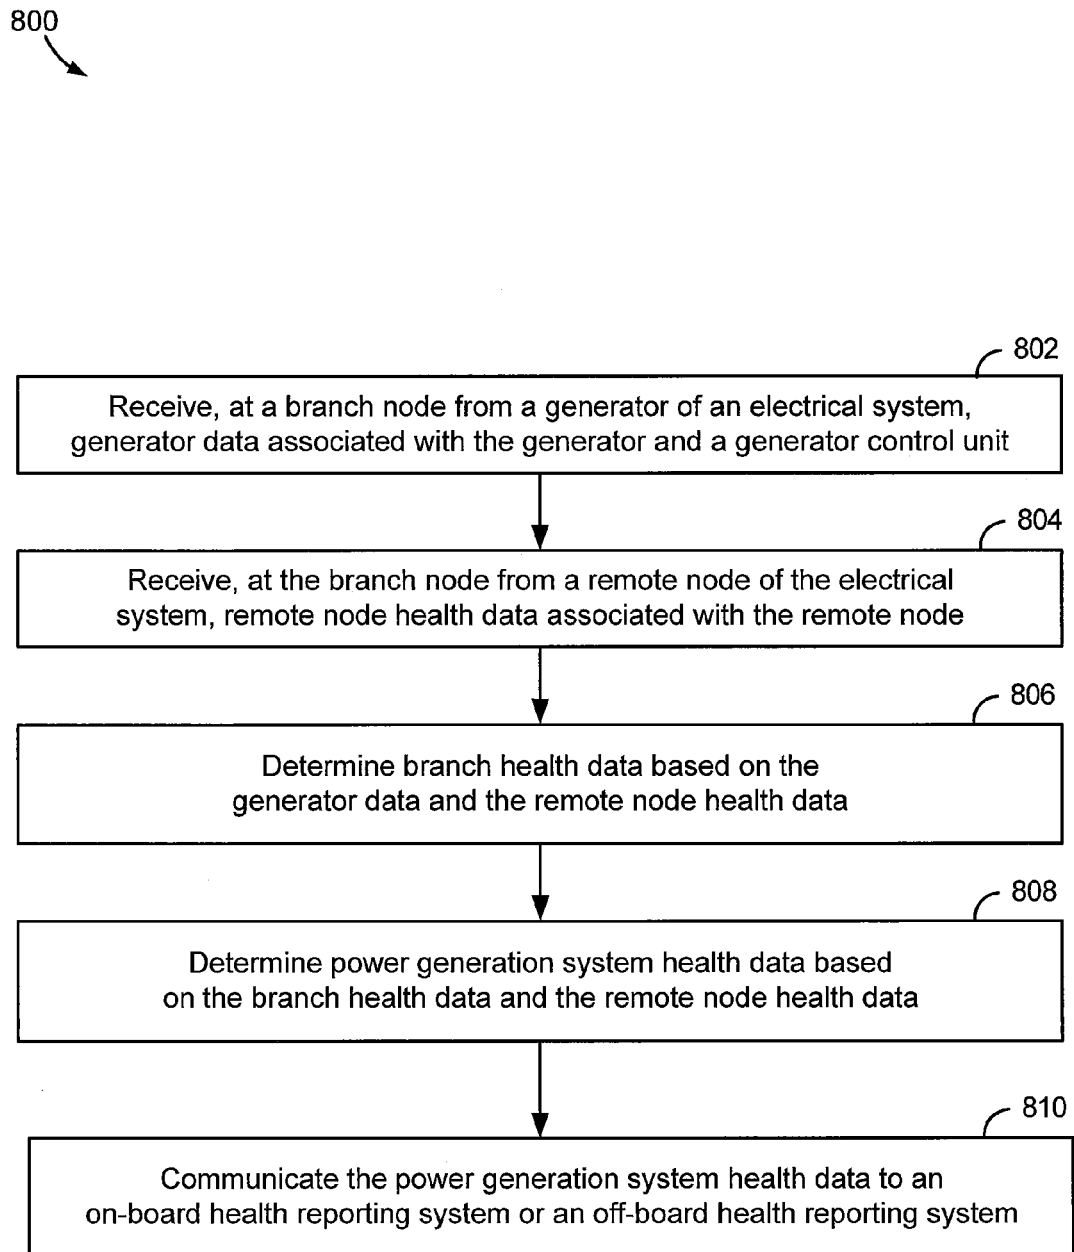 800
802
Receive, at a branch node from a generator of an electrical system,
generator data associated with the generator and a generator control unit
804
Receive, at the branch node from a remote node of the electrical
system, remote node health data associated with the remote node
806
Determine branch health data based on the
generator data and the remote node health data
808
Determine power generation system health data based
on the branch health data and the remote node health data
810
Communicate the power generation system health data to an
on-board health reporting system or an off-board health reporting system